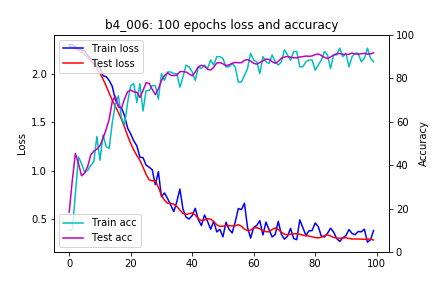 b4_006: 100 epochs loss and accuracy
Train loss
Test loss
Train acc
Test acc
Loss
2.0
1.5
1.0
0.5
Accuracy
100
80
60
40
20
0
0
20
40
60
80
100